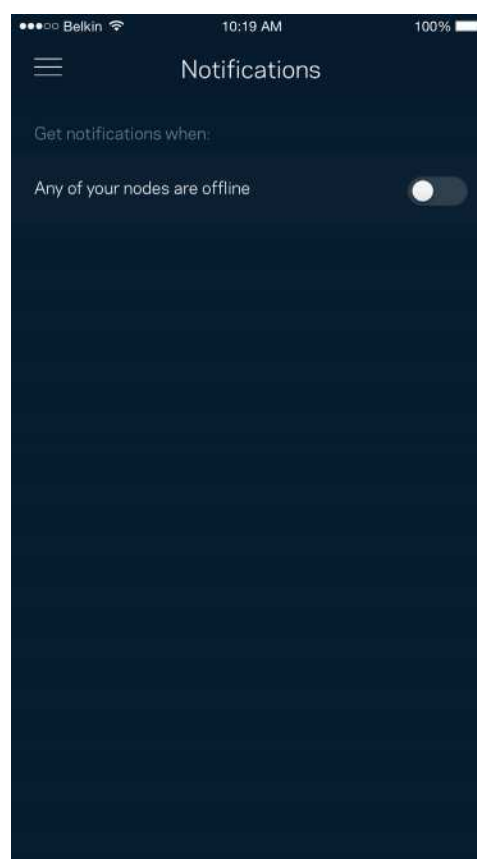 Belkin 10:19 AM 100%
Notifications
Get notifications when:
Any of your nodes are offline